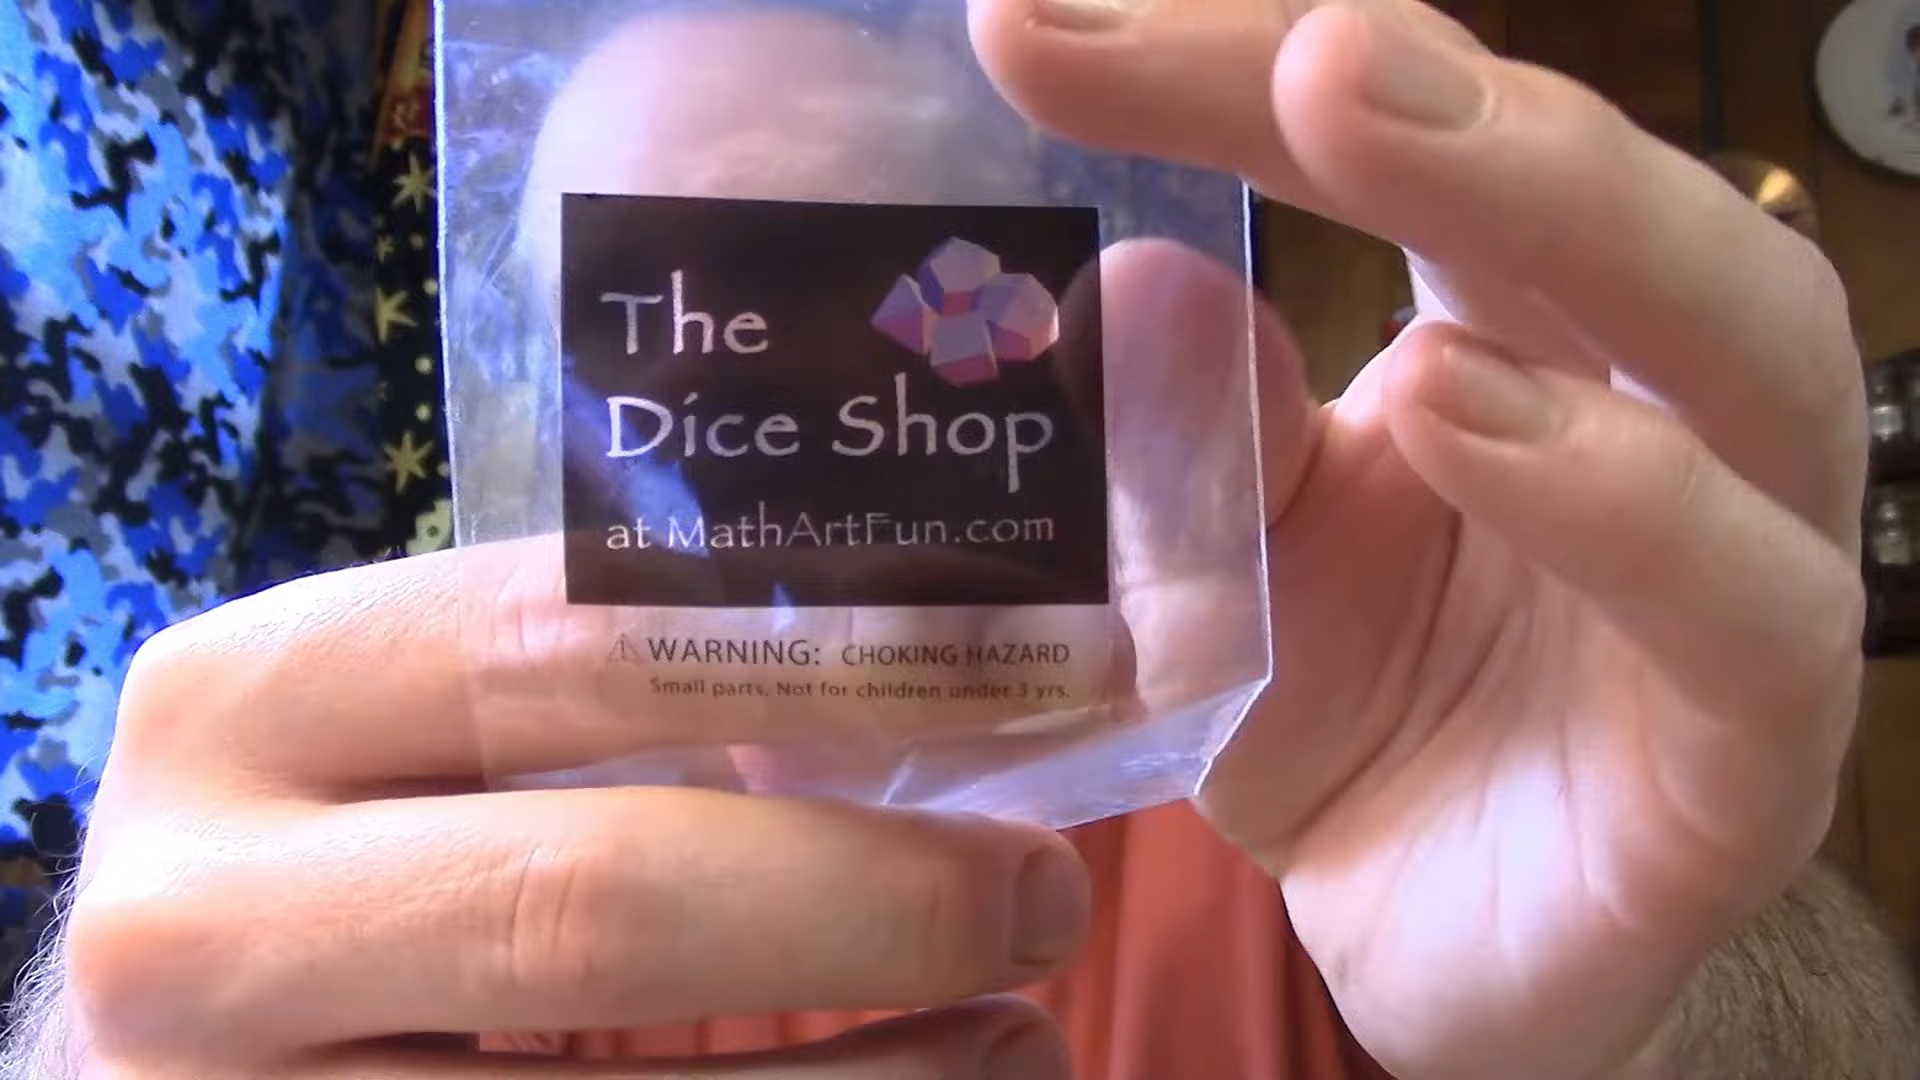 The
Dice Shop
at MathArtFun.com
⚠ WARNING: CHOKING HAZARD
Small parts. Not for children under 3 yrs.